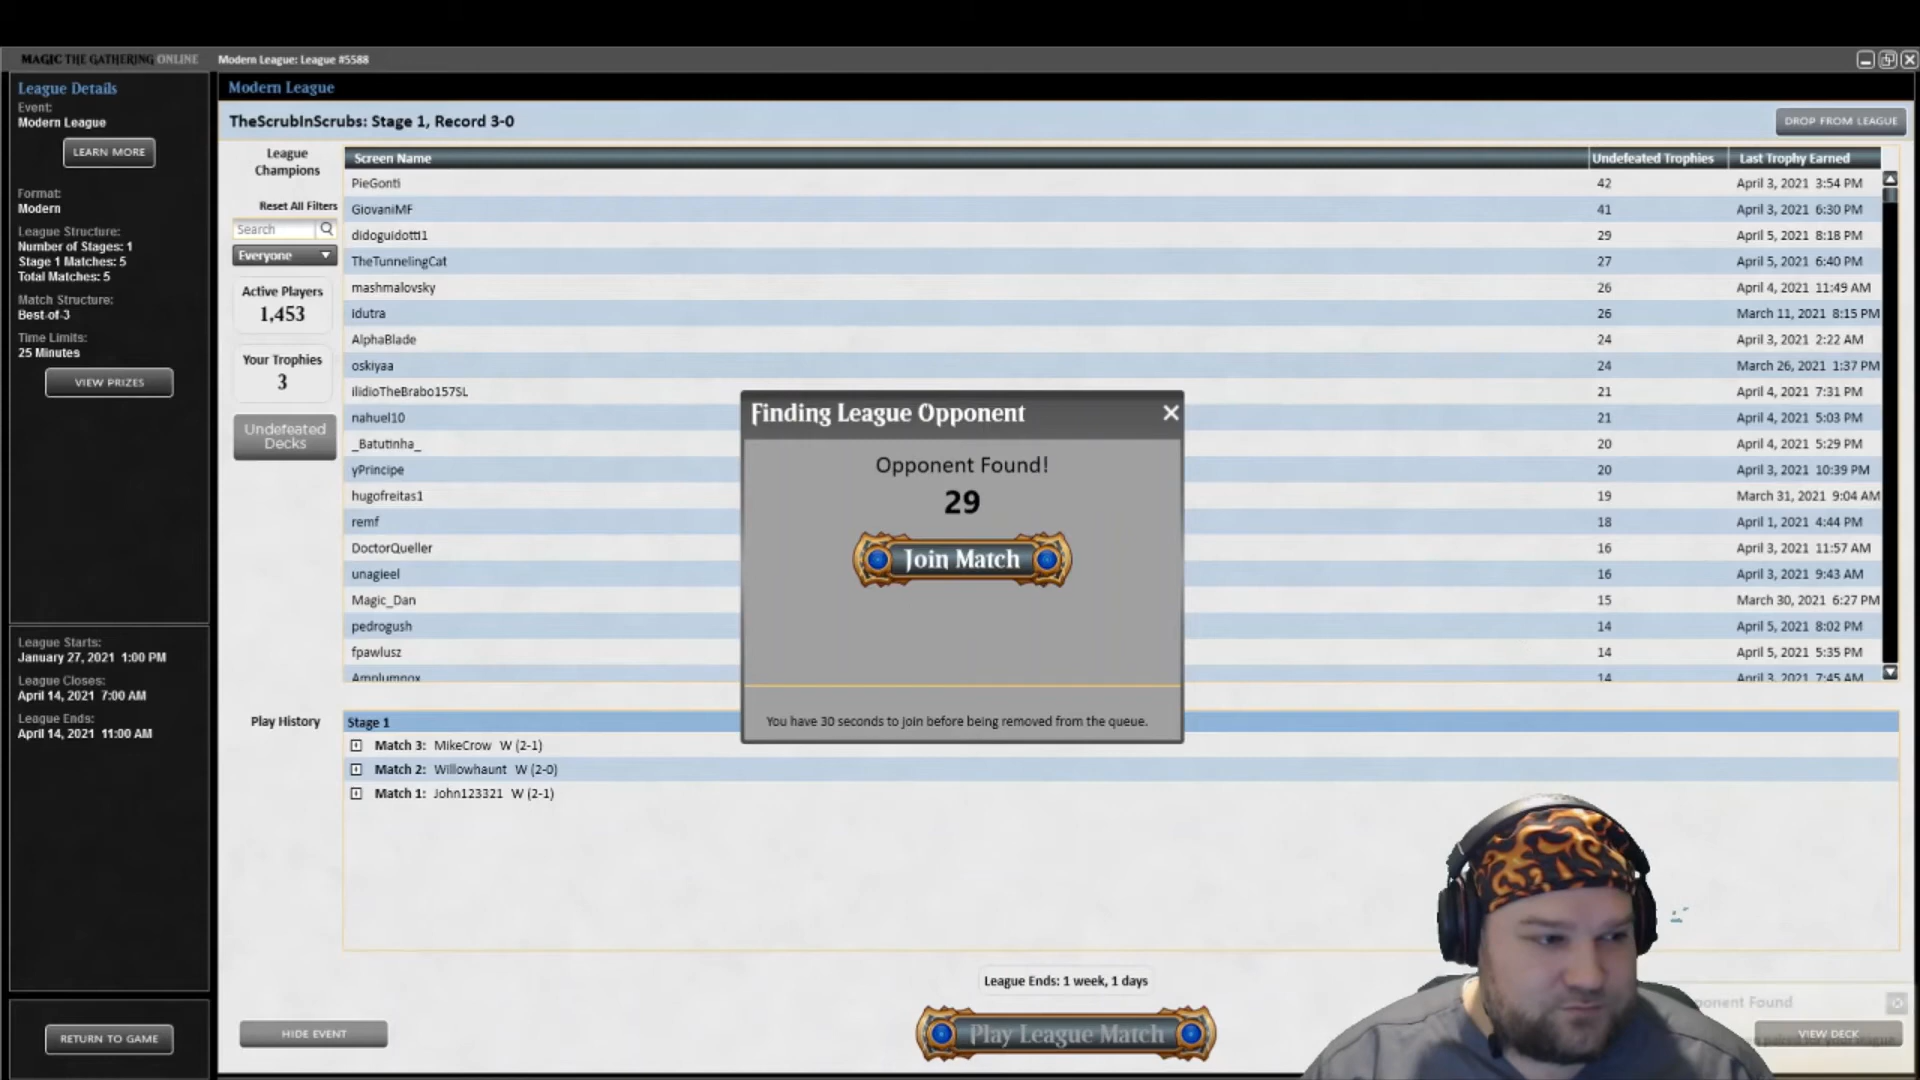 MAGIC THE GATHERING ONLINE
Modern League: League #5588
League Details
Event:
Modern League
LEARN MORE
Format:
Modern
League Structure:
Number of Stages: 1
Stage 1 Matches: 5
Total Matches: 5
Match Structure:
Best-of-3
Time Limits:
25 Minutes
VIEW PRIZES
League Starts:
January 27, 2021 1:00 PM
League Closes:
April 14, 2021 7:00 AM
League Ends:
April 14, 2021 11:00 AM
RETURN TO GAME
Modern League
TheScrubInScrubs: Stage 1, Record 3-0
DROP FROM LEAGUE
League
Champions
Reset All Filters
Search
Everyone
Active Players
1,453
Your Trophies
3
Undefeated
Decks
Screen Name Undefeated Trophies Last Trophy Earned
PieGonti 42 April 3, 2021 3:54 PM
GiovaniMF 41 April 3, 2021 6:30 PM
didoguidotti1 29 April 5, 2021 8:18 PM
TheTunnelingCat 27 April 5, 2021 6:40 PM
mashmalovsky 26 April 4, 2021 11:49 AM
idutra 26 March 11, 2021 8:15 PM
AlphaBlade 24 April 3, 2021 2:22 AM
oskiyaa 24 March 26, 2021 1:37 PM
ilidioTheBrabo157SL 21 April 4, 2021 7:31 PM
nahuel10 21 April 4, 2021 5:03 PM
_Batutinha_ 20 April 4, 2021 5:29 PM
yPrincipe 20 April 3, 2021 10:39 PM
hugofreitas1 19 March 31, 2021 9:04 AM
remf 18 April 1, 2021 4:44 PM
DoctorQueller 16 April 3, 2021 11:57 AM
unagieel 16 April 3, 2021 9:43 AM
Magic_Dan 15 March 30, 2021 6:27 PM
pedrogush 14 April 5, 2021 8:02 PM
fpawlusz 14 April 5, 2021 5:35 PM
Amplumnox 14 April 3, 2021 7:45 AM
Finding League Opponent
Opponent Found!
29
Join Match
You have 30 seconds to join before being removed from the queue.
Play History
Stage 1
Match 3: MikeCrow W (2-1)
Match 2: Willowhaunt W (2-0)
Match 1: John123321 W (2-1)
League Ends: 1 week, 1 days
HIDE EVENT
Play League Match
ponent Found
VIEW DECK